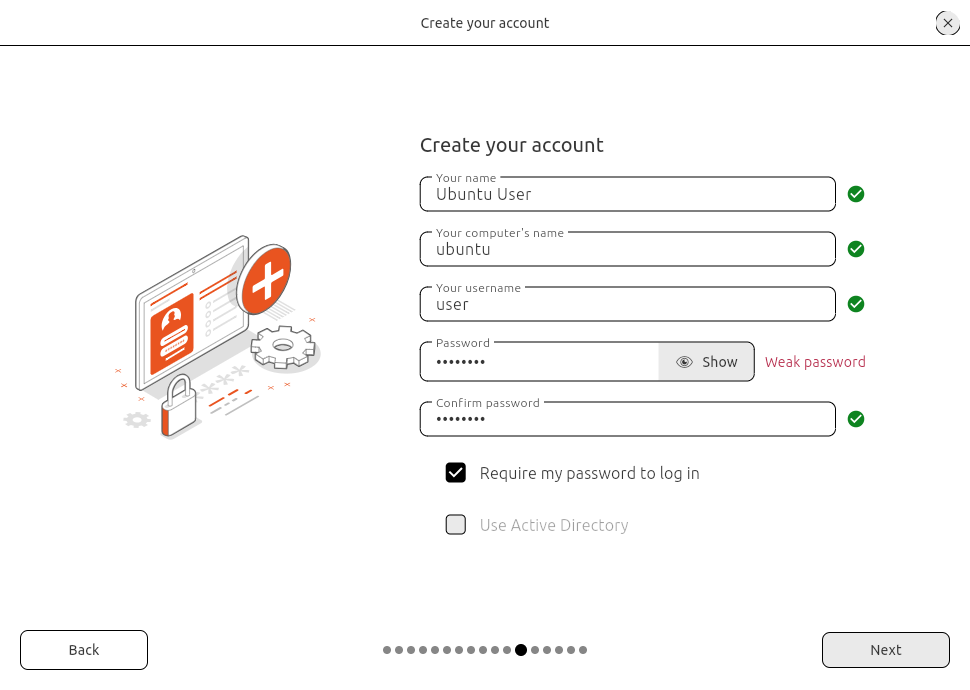 Create your account
Create your account
Your name
Ubuntu User
Your computer's name
ubuntu
Your username
user
Password
••••••••
Show
Weak password
Confirm password
••••••••
Require my password to log in
Use Active Directory
Back
Next